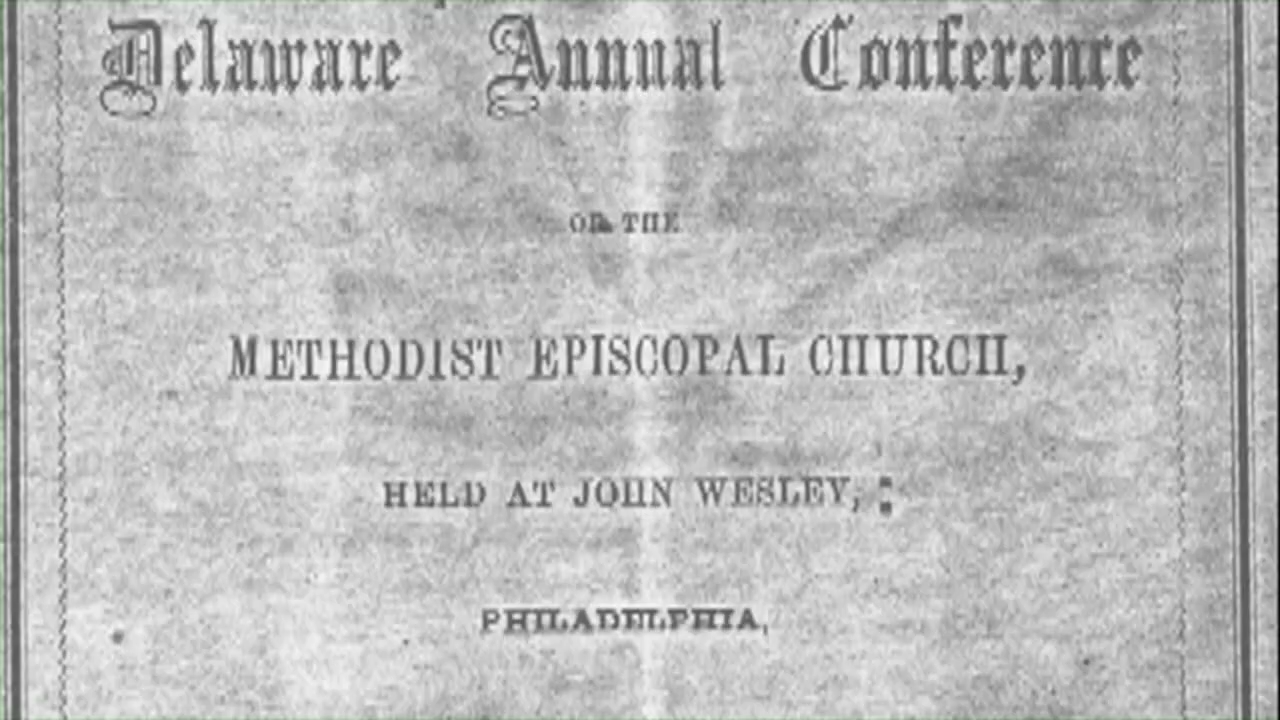 Delaware Annual Conference
OF THE
METHODIST EPISCOPAL CHURCH,
HELD AT JOHN WESLEY,
PHILADELPHIA,